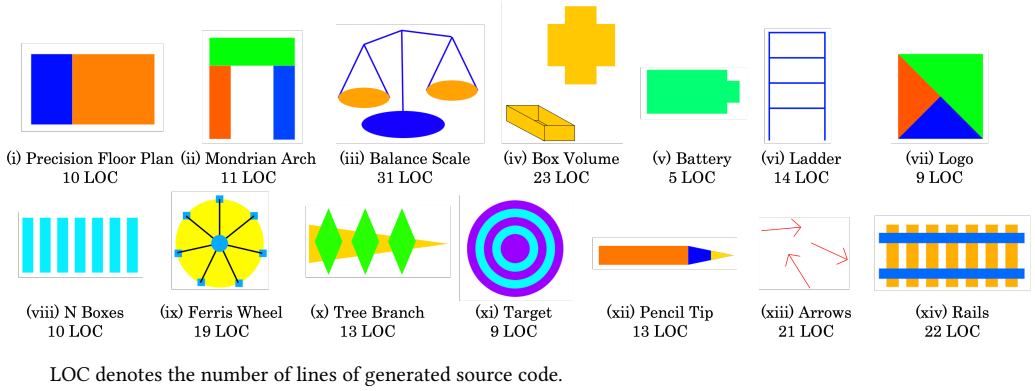 (i) Precision Floor Plan (ii) Mondrian Arch (iii) Balance Scale (iv) Box Volume (v) Battery (vi) Ladder (vii) Logo
10 LOC 11 LOC 31 LOC 23 LOC 5 LOC 14 LOC 9 LOC
(viii) N Boxes (ix) Ferris Wheel (x) Tree Branch (xi) Target (xii) Pencil Tip (xiii) Arrows (xiv) Rails
10 LOC 19 LOC 13 LOC 9 LOC 13 LOC 21 LOC 22 LOC
LOC denotes the number of lines of generated source code.